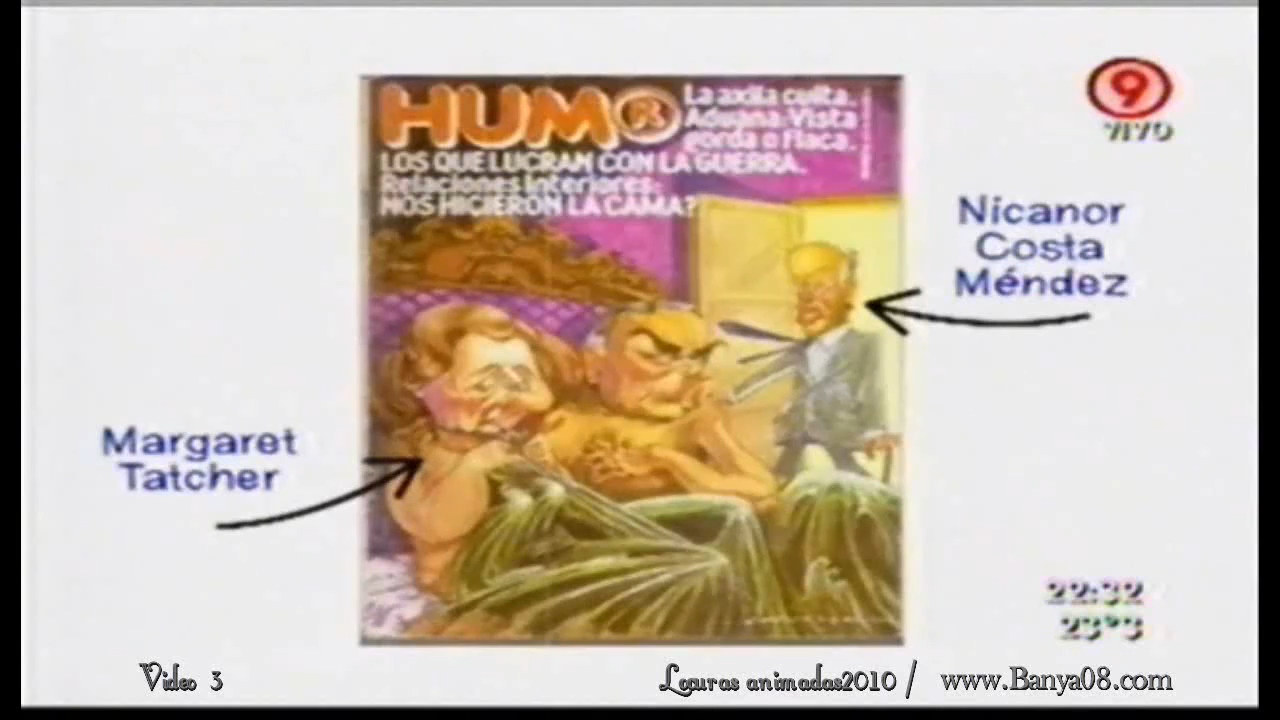 HUM®
La axila culta.
Aduana: Vista
gorda o flaca.
LOS QUE LUCRAN CON LA GUERRA.
Relaciones Interiores:
NOS HICIERON LA CAMA?
9
VIVO
Nicanor
Costa
Méndez
Margaret
Tatcher
22:32
23°3
Video 3
Locuras animadas2010 / www.Banya08.com